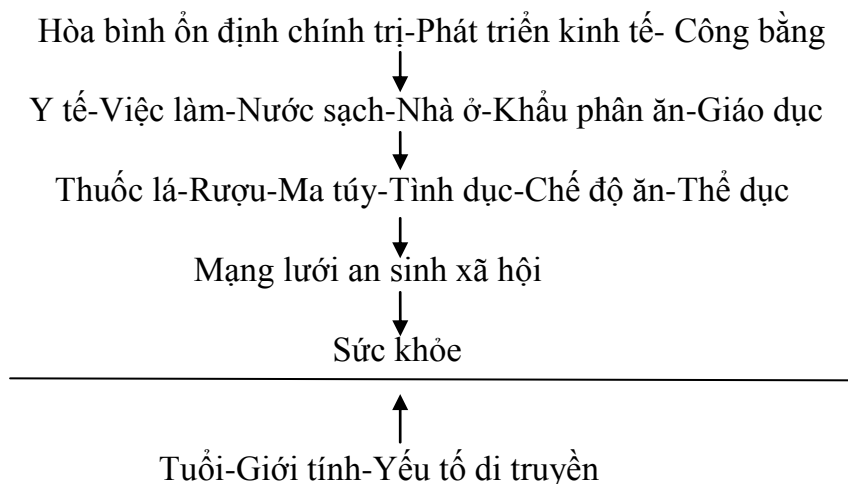 Hòa bình ổn định chính trị-Phát triển kinh tế- Công bằng
Y tế-Việc làm-Nước sạch-Nhà ở-Khẩu phần ăn-Giáo dục
Thuốc lá-Rượu-Ma túy-Tình dục-Chế độ ăn-Thể dục
Mạng lưới an sinh xã hội
Sức khỏe
Tuổi-Giới tính-Yếu tố di truyền